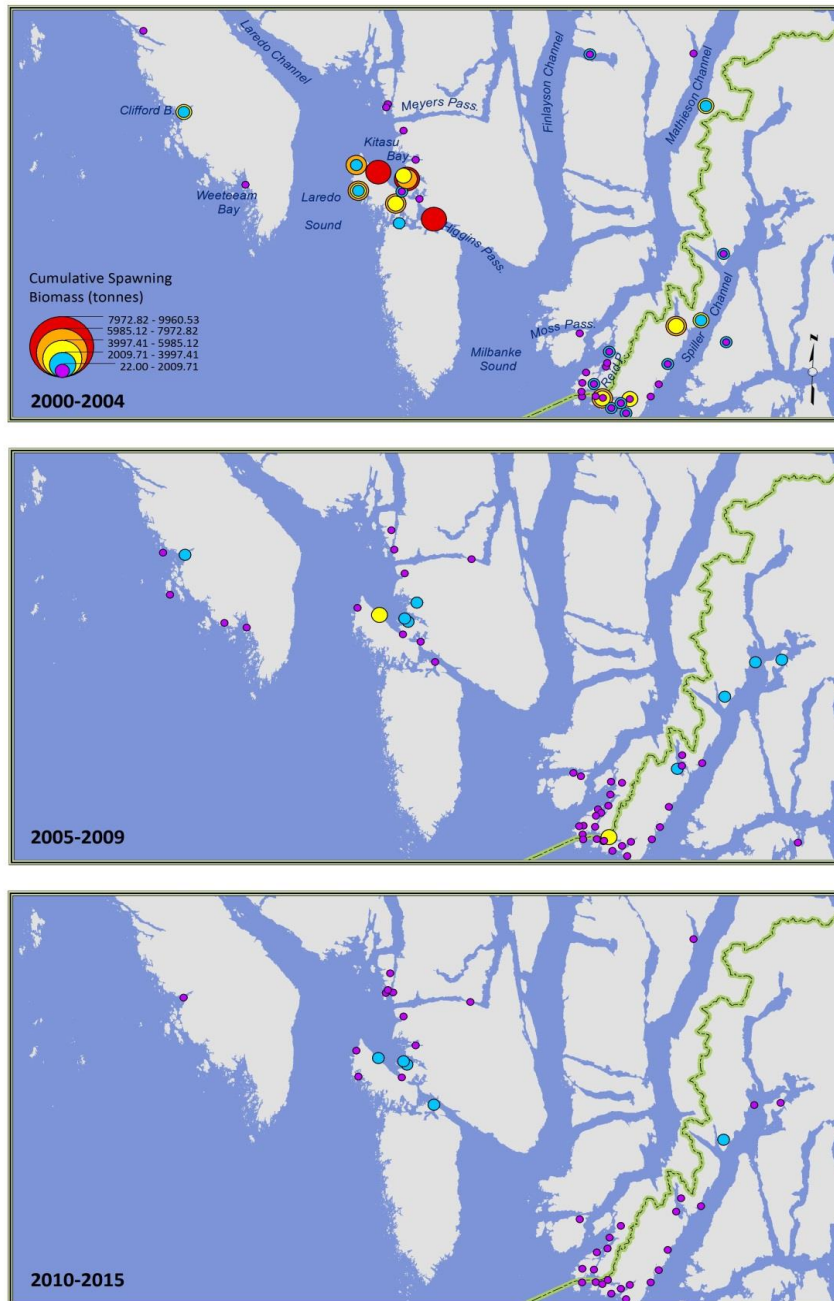 Laredo Channel
Clifford B.
Meyers Pass.
Finlayson Channel
Mathieson Channel
Kitasu
Bay
Weeteeam
Bay
Laredo
Sound
Higgins Pass.
Cumulative Spawning
Biomass (tonnes)
7972.82 - 9960.53
5985.12 - 7972.82
3997.41 - 5985.12
2009.71 - 3997.41
22.00 - 2009.71
Moss Pass.
Milbanke
Sound
Reid P.
Spiller Channel
N
2000-2004
2005-2009
2010-2015